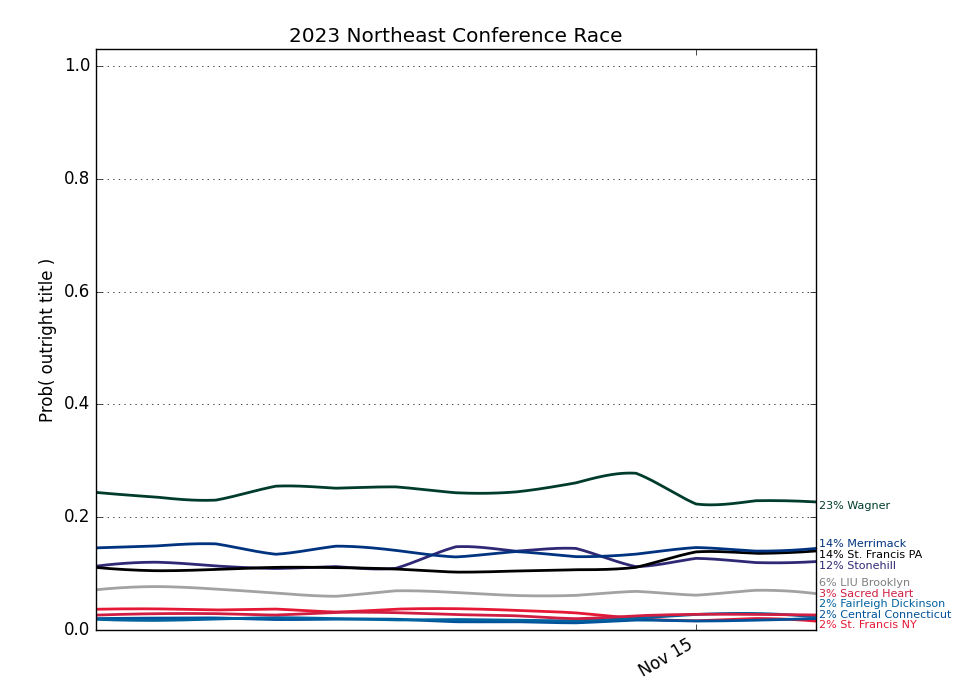 2023 Northeast Conference Race
1.0
0.8
0.6
0.4
0.2
0.0
Prob( outright title )
Nov 15
23% Wagner
14% Merrimack
14% St. Francis PA
12% Stonehill
6% LIU Brooklyn
3% Sacred Heart
2% Fairleigh Dickinson
2% Central Connecticut
2% St. Francis NY